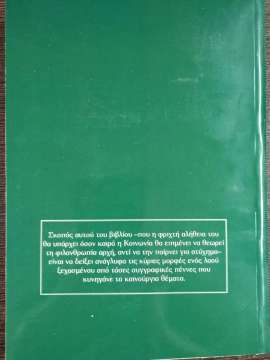 Σκοπός αυτού του βιβλίου -που η φριχτή αλήθεια του
θα υπάρχει όσον καιρό η Κοινωνία θα επιμένει να θεωρεί
τη φιλανθρωπία αρχή, αντί να την παίρνει για ατύχημα-
είναι να δείξει ανάγλυφα τις κύριες μορφές ενός λαού
ξεχασμένου από τόσες συγγραφικές πέννες που
κυνηγάνε τα καινούργια θέματα.